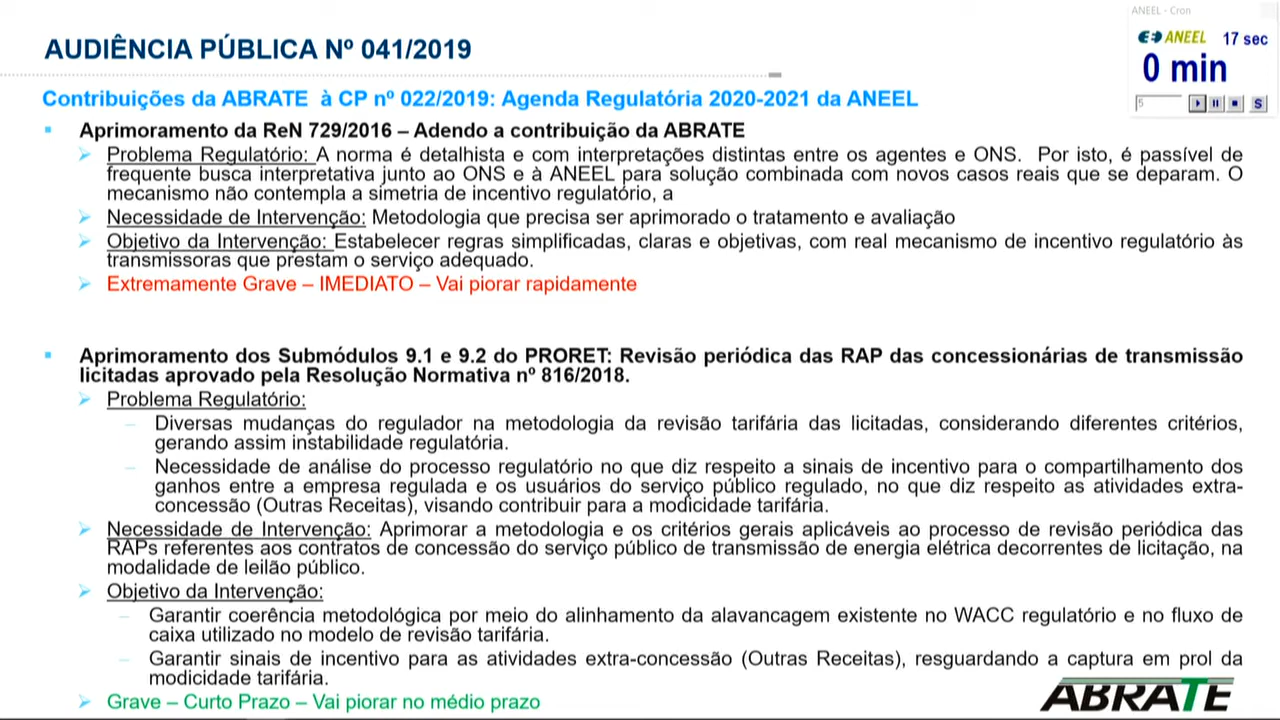 ANEEL - Cron
ANEEL 17 sec
0 min
5
S
AUDIÊNCIA PÚBLICA Nº 041/2019
Contribuições da ABRATE à CP nº 022/2019: Agenda Regulatória 2020-2021 da ANEEL
Aprimoramento da ReN 729/2016 – Adendo a contribuição da ABRATE
Problema Regulatório: A norma é detalhista e com interpretações distintas entre os agentes e ONS. Por isto, é passível de
frequente busca interpretativa junto ao ONS e à ANEEL para solução combinada com novos casos reais que se deparam. O
mecanismo não contempla a simetria de incentivo regulatório, a
Necessidade de Intervenção: Metodologia que precisa ser aprimorado o tratamento e avaliação
Objetivo da Intervenção: Estabelecer regras simplificadas, claras e objetivas, com real mecanismo de incentivo regulatório às
transmissoras que prestam o serviço adequado.
Extremamente Grave – IMEDIATO – Vai piorar rapidamente
Aprimoramento dos Submódulos 9.1 e 9.2 do PRORET: Revisão periódica das RAP das concessionárias de transmissão
licitadas aprovado pela Resolução Normativa nº 816/2018.
Problema Regulatório:
Diversas mudanças do regulador na metodologia da revisão tarifária das licitadas, considerando diferentes critérios,
gerando assim instabilidade regulatória.
Necessidade de análise do processo regulatório no que diz respeito a sinais de incentivo para o compartilhamento dos
ganhos entre a empresa regulada e os usuários do serviço público regulado, no que diz respeito as atividades extra-
concessão (Outras Receitas), visando contribuir para a modicidade tarifária.
Necessidade de Intervenção: Aprimorar a metodologia e os critérios gerais aplicáveis ao processo de revisão periódica das
RAPs referentes aos contratos de concessão do serviço público de transmissão de energia elétrica decorrentes de licitação, na
modalidade de leilão público.
Objetivo da Intervenção:
Garantir coerência metodológica por meio do alinhamento da alavancagem existente no WACC regulatório e no fluxo de
caixa utilizado no modelo de revisão tarifária.
Garantir sinais de incentivo para as atividades extra-concessão (Outras Receitas), resguardando a captura em prol da
modicidade tarifária.
Grave – Curto Prazo – Vai piorar no médio prazo
ABRATE